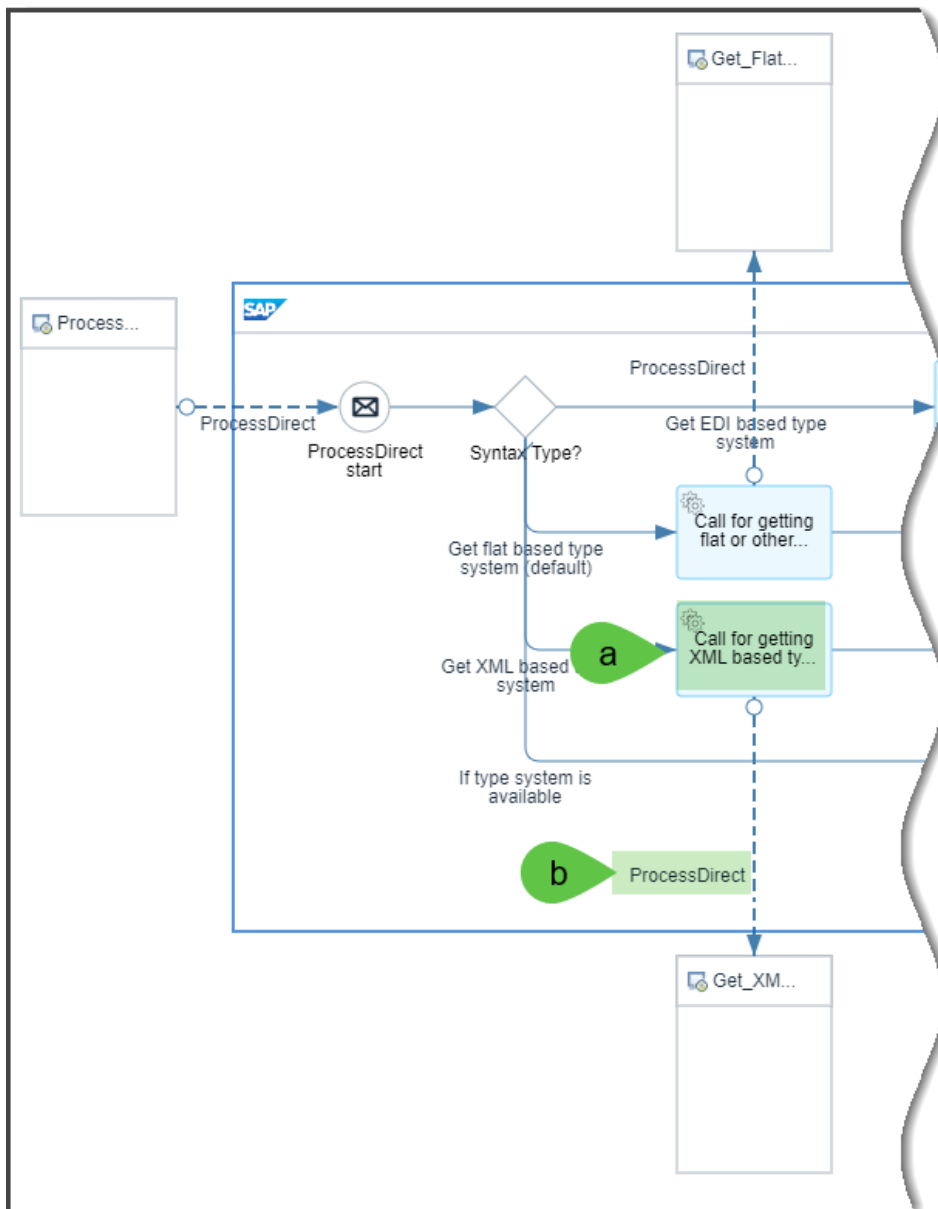 Get_Flat...
SAP
Process...
ProcessDirect
ProcessDirect
ProcessDirect
start
Syntax Type?
Get EDI based type
system
Call for getting
flat or other...
Get flat based type
system (default)
a
Call for getting
XML based ty...
Get XML based
system
If type system is
available
b
ProcessDirect
Get_XM...